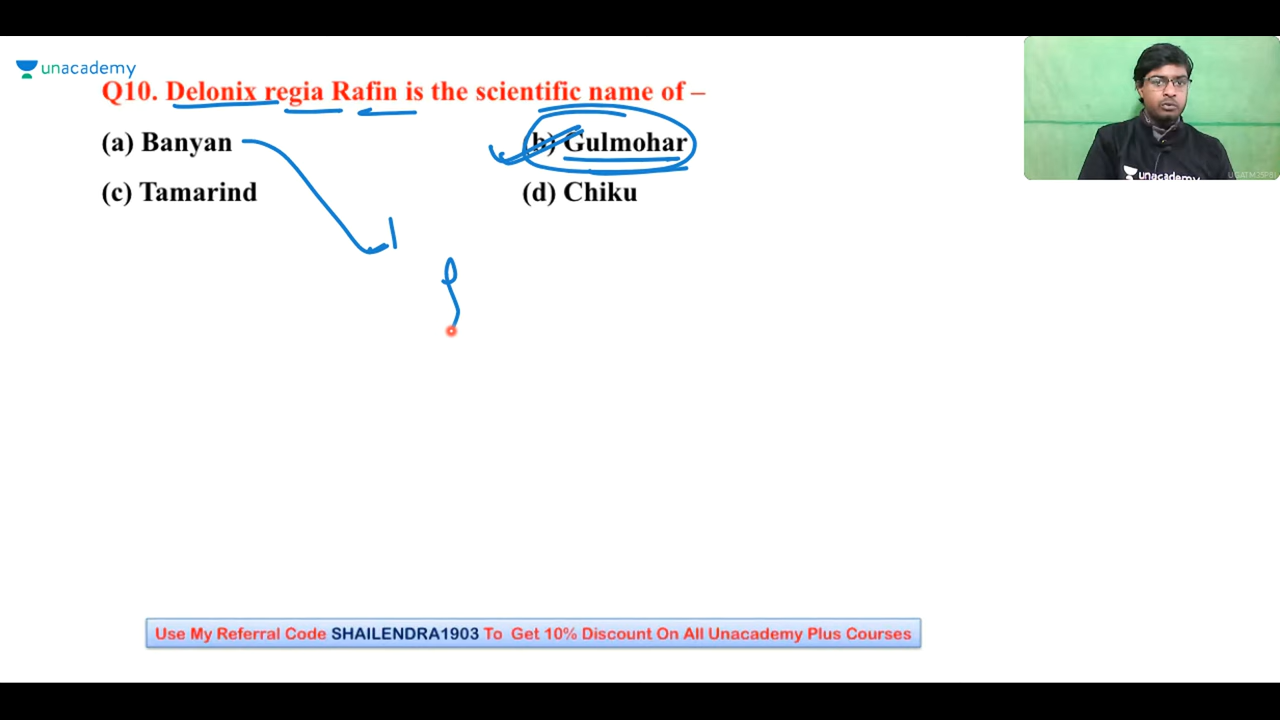 unacademy
Q10. Delonix regia Rafin is the scientific name of –
(a) Banyan
b) Gulmohar
(c) Tamarind
(d) Chiku
unacademy
Use My Referral Code SHAILENDRA1903 To Get 10% Discount On All Unacademy Plus Courses